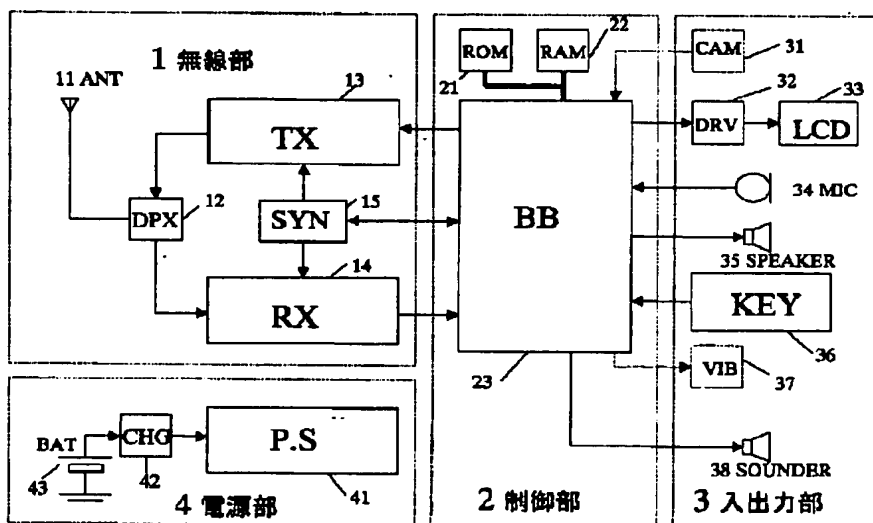 1 無線部
11 ANT
13
TX
12
DPX
SYN
15
14
RX
21
ROM
RAM
22
BB
23
CAM
31
32
DRV
33
LCD
34 MIC
35 SPEAKER
KEY
36
VIB
37
38 SOUNDER
BAT
43
CHG
42
P.S
41
4 電源部
2 制御部
3 入出力部